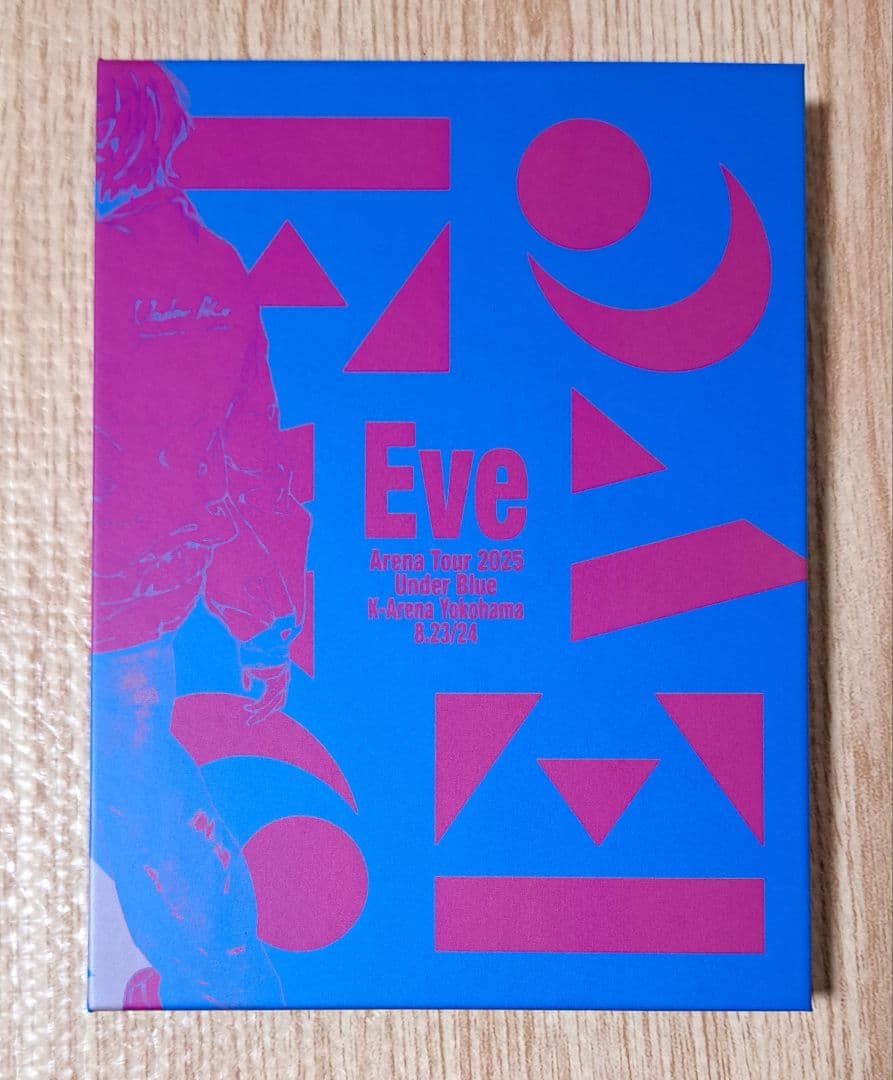 Eve
Arena Tour 2025
Under Blue
K-Arena Yokohama
8.23/24